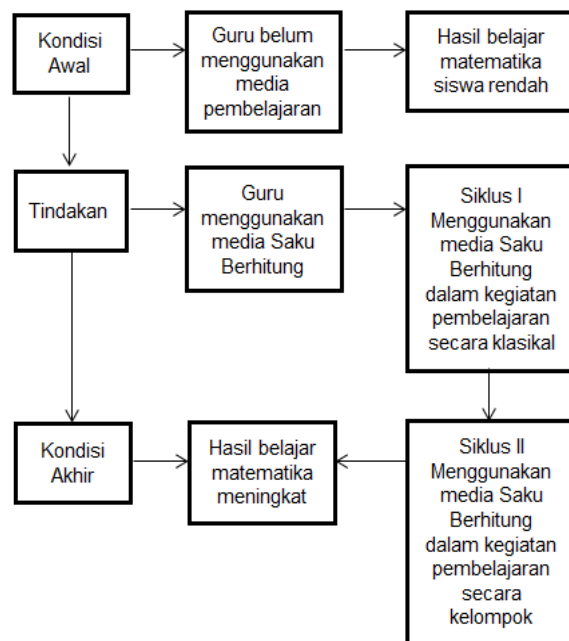 Kondisi
Awal
Guru belum
menggunakan
media
pembelajaran
Hasil belajar
matematika
siswa rendah
Tindakan
Guru
menggunakan
media Saku
Berhitung
Siklus I
Menggunakan
media Saku
Berhitung
dalam kegiatan
pembelajaran
secara klasikal
Kondisi
Akhir
Hasil belajar
matematika
meningkat
Siklus II
Menggunakan
media Saku
Berhitung
dalam kegiatan
pembelajaran
secara
kelompok